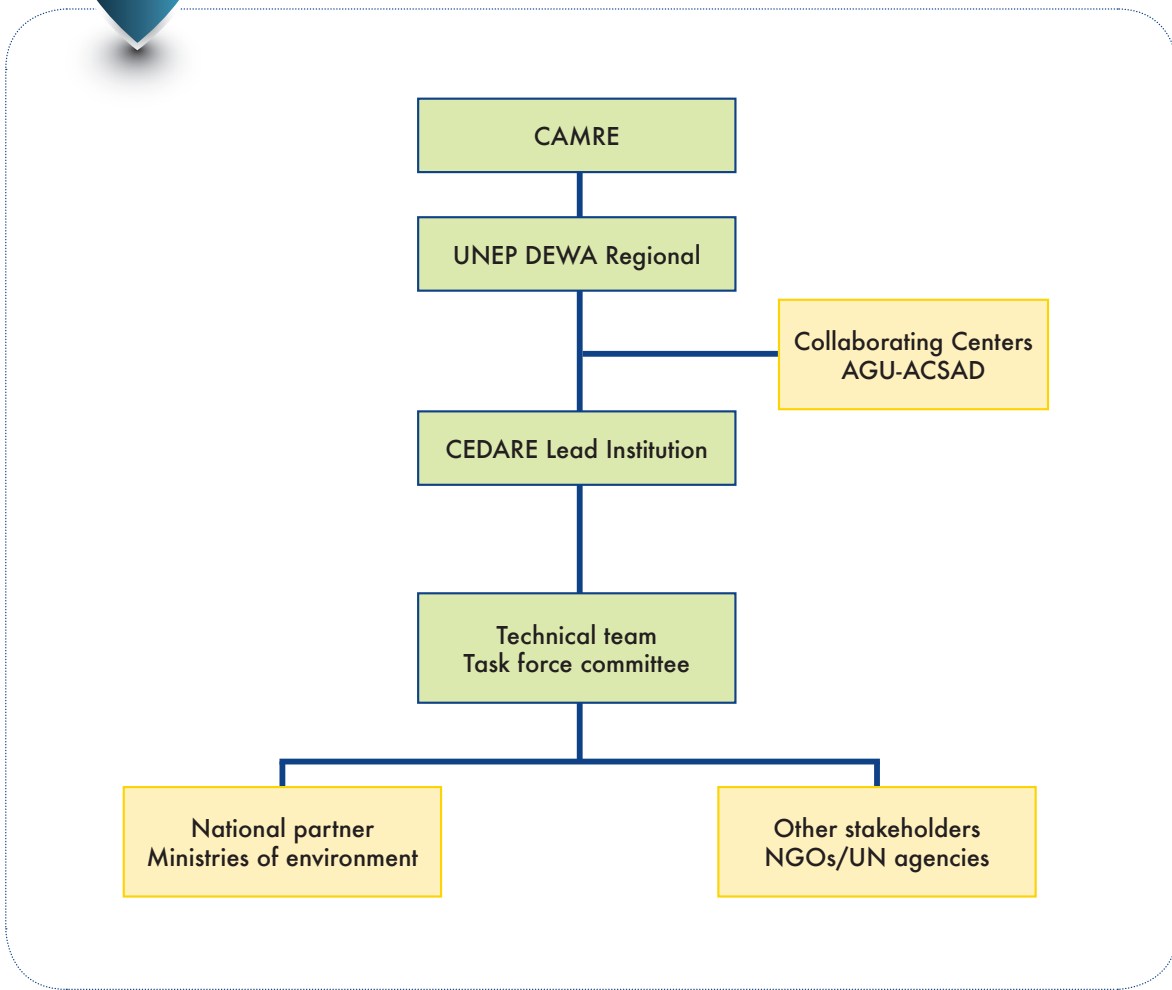 CAMRE
UNEP DEWA Regional
Collaborating Centers
AGU-ACSAD
CEDARE Lead Institution
Technical team
Task force committee
National partner
Ministries of environment
Other stakeholders
NGOs/UN agencies